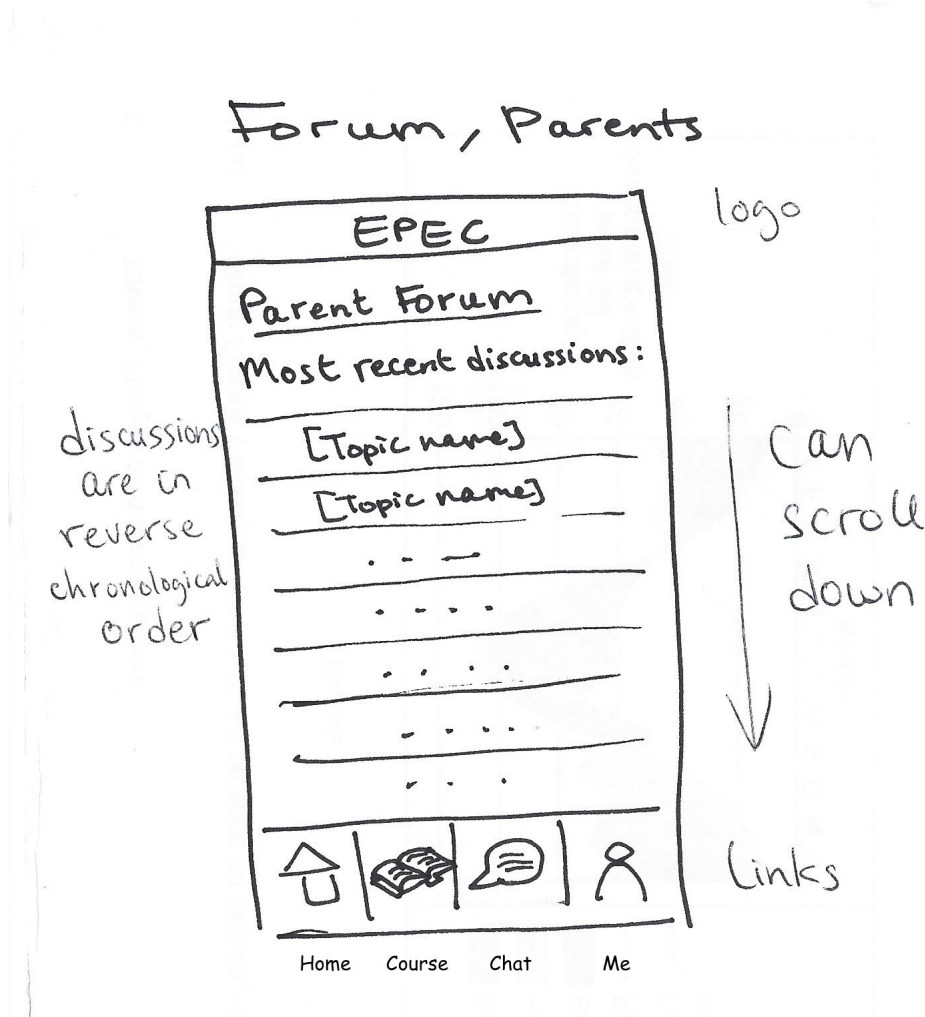 Forum, Parents
logo
EPEC
Parent Forum
Most recent discussions:
[Topic name]
[Topic name]
discussions
are in
reverse
chronological
order
can
scroll
down
Links
Home Course Chat Me